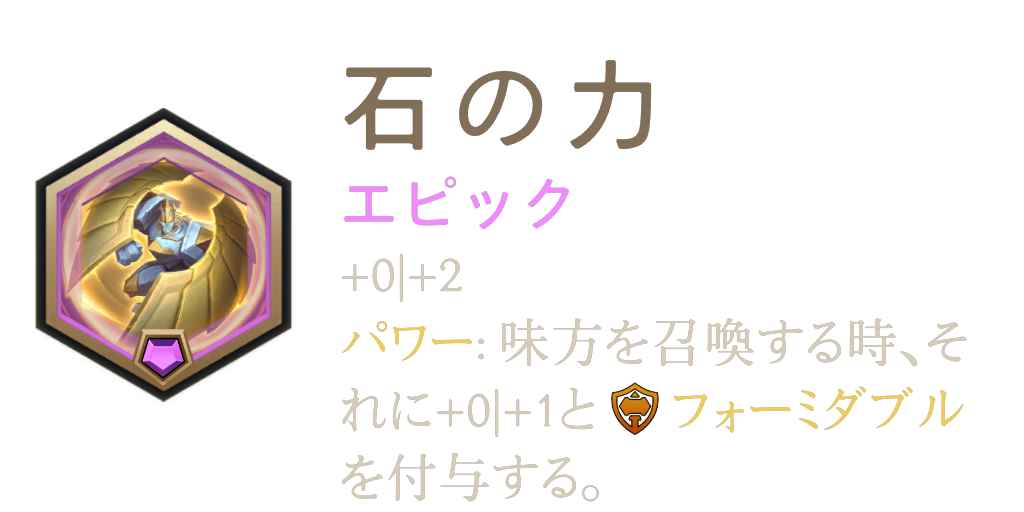 石の力
エピック
+0|+2
パワー: 味方を召喚する時、そ
れに+0|+1と フォーミダブル
を付与する。